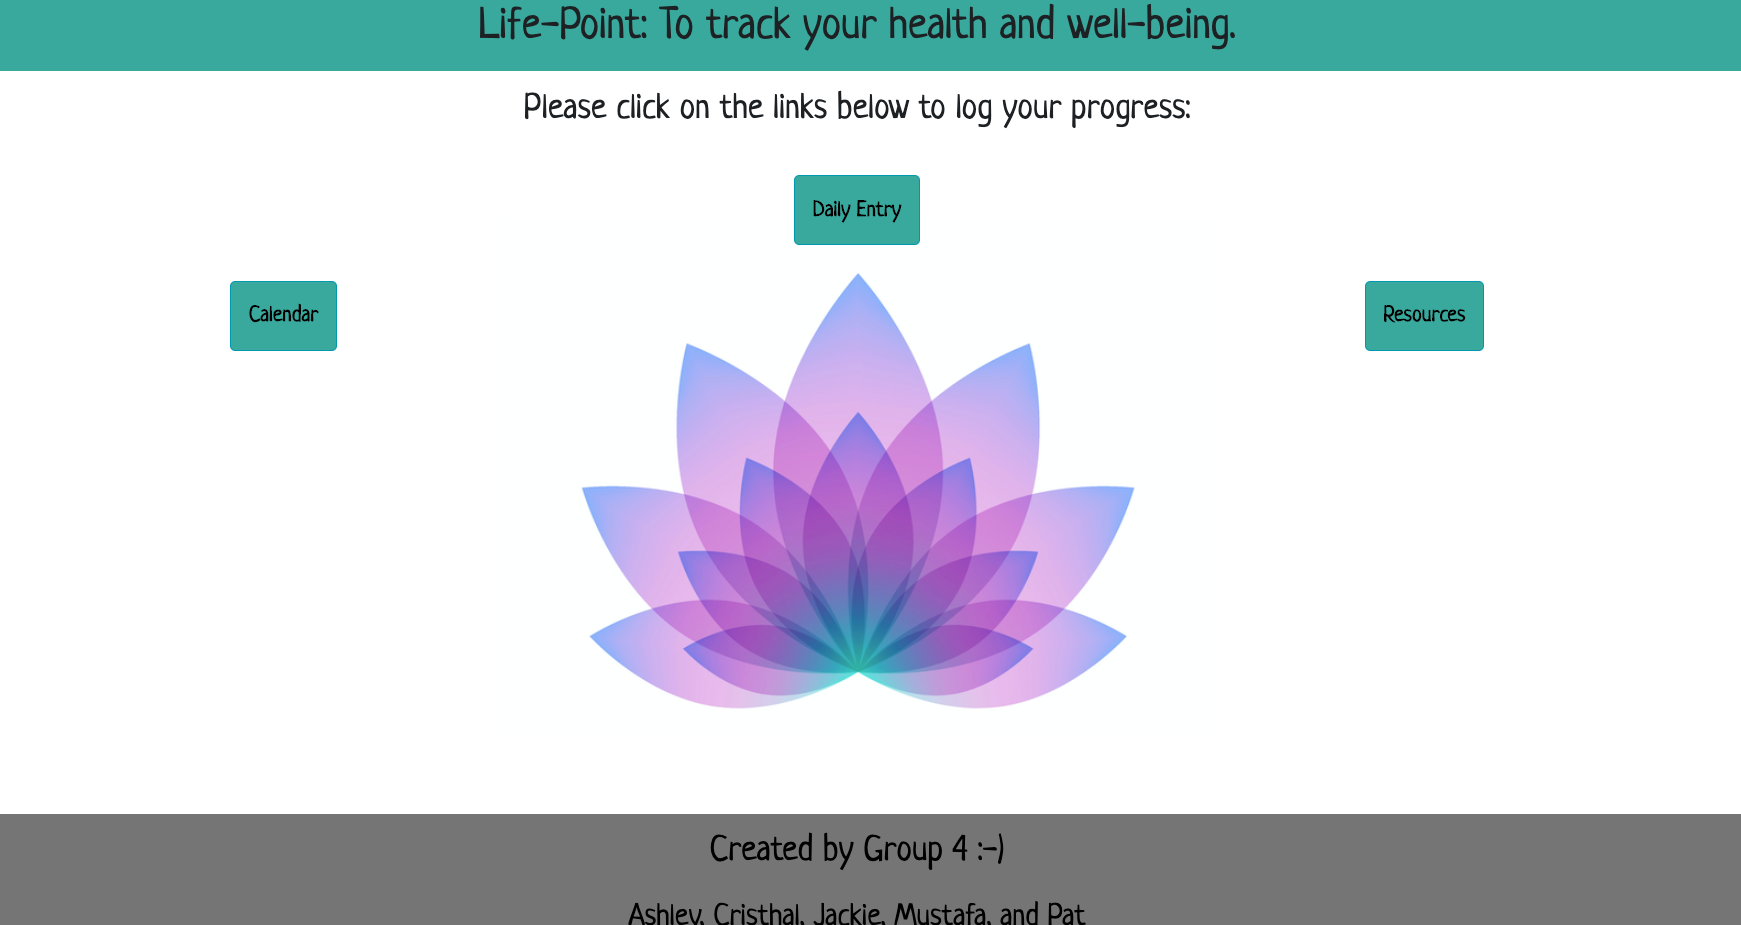 Life-Point: To track your health and well-being.
Please click on the links below to log your progress:
Daily Entry
Calendar
Resources
Created by Group 4 :-)
Ashley, Cristhal, Jackie, Mustafa, and Pat